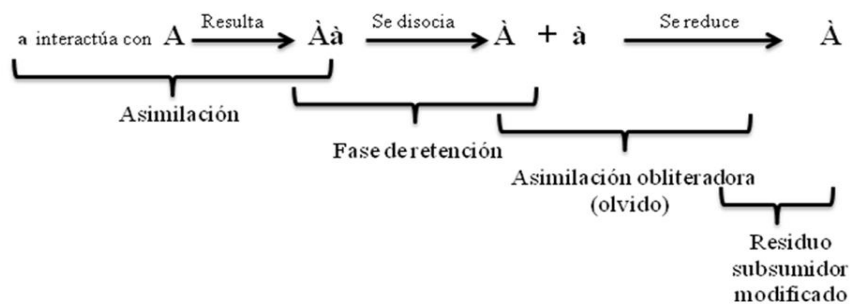 a interactúa con A Resulta Àà Se disocia À + à Se reduce À
Asimilación
Fase de retención
Asimilación obliteradora
(olvido)
Residuo
subsumidor
modificado